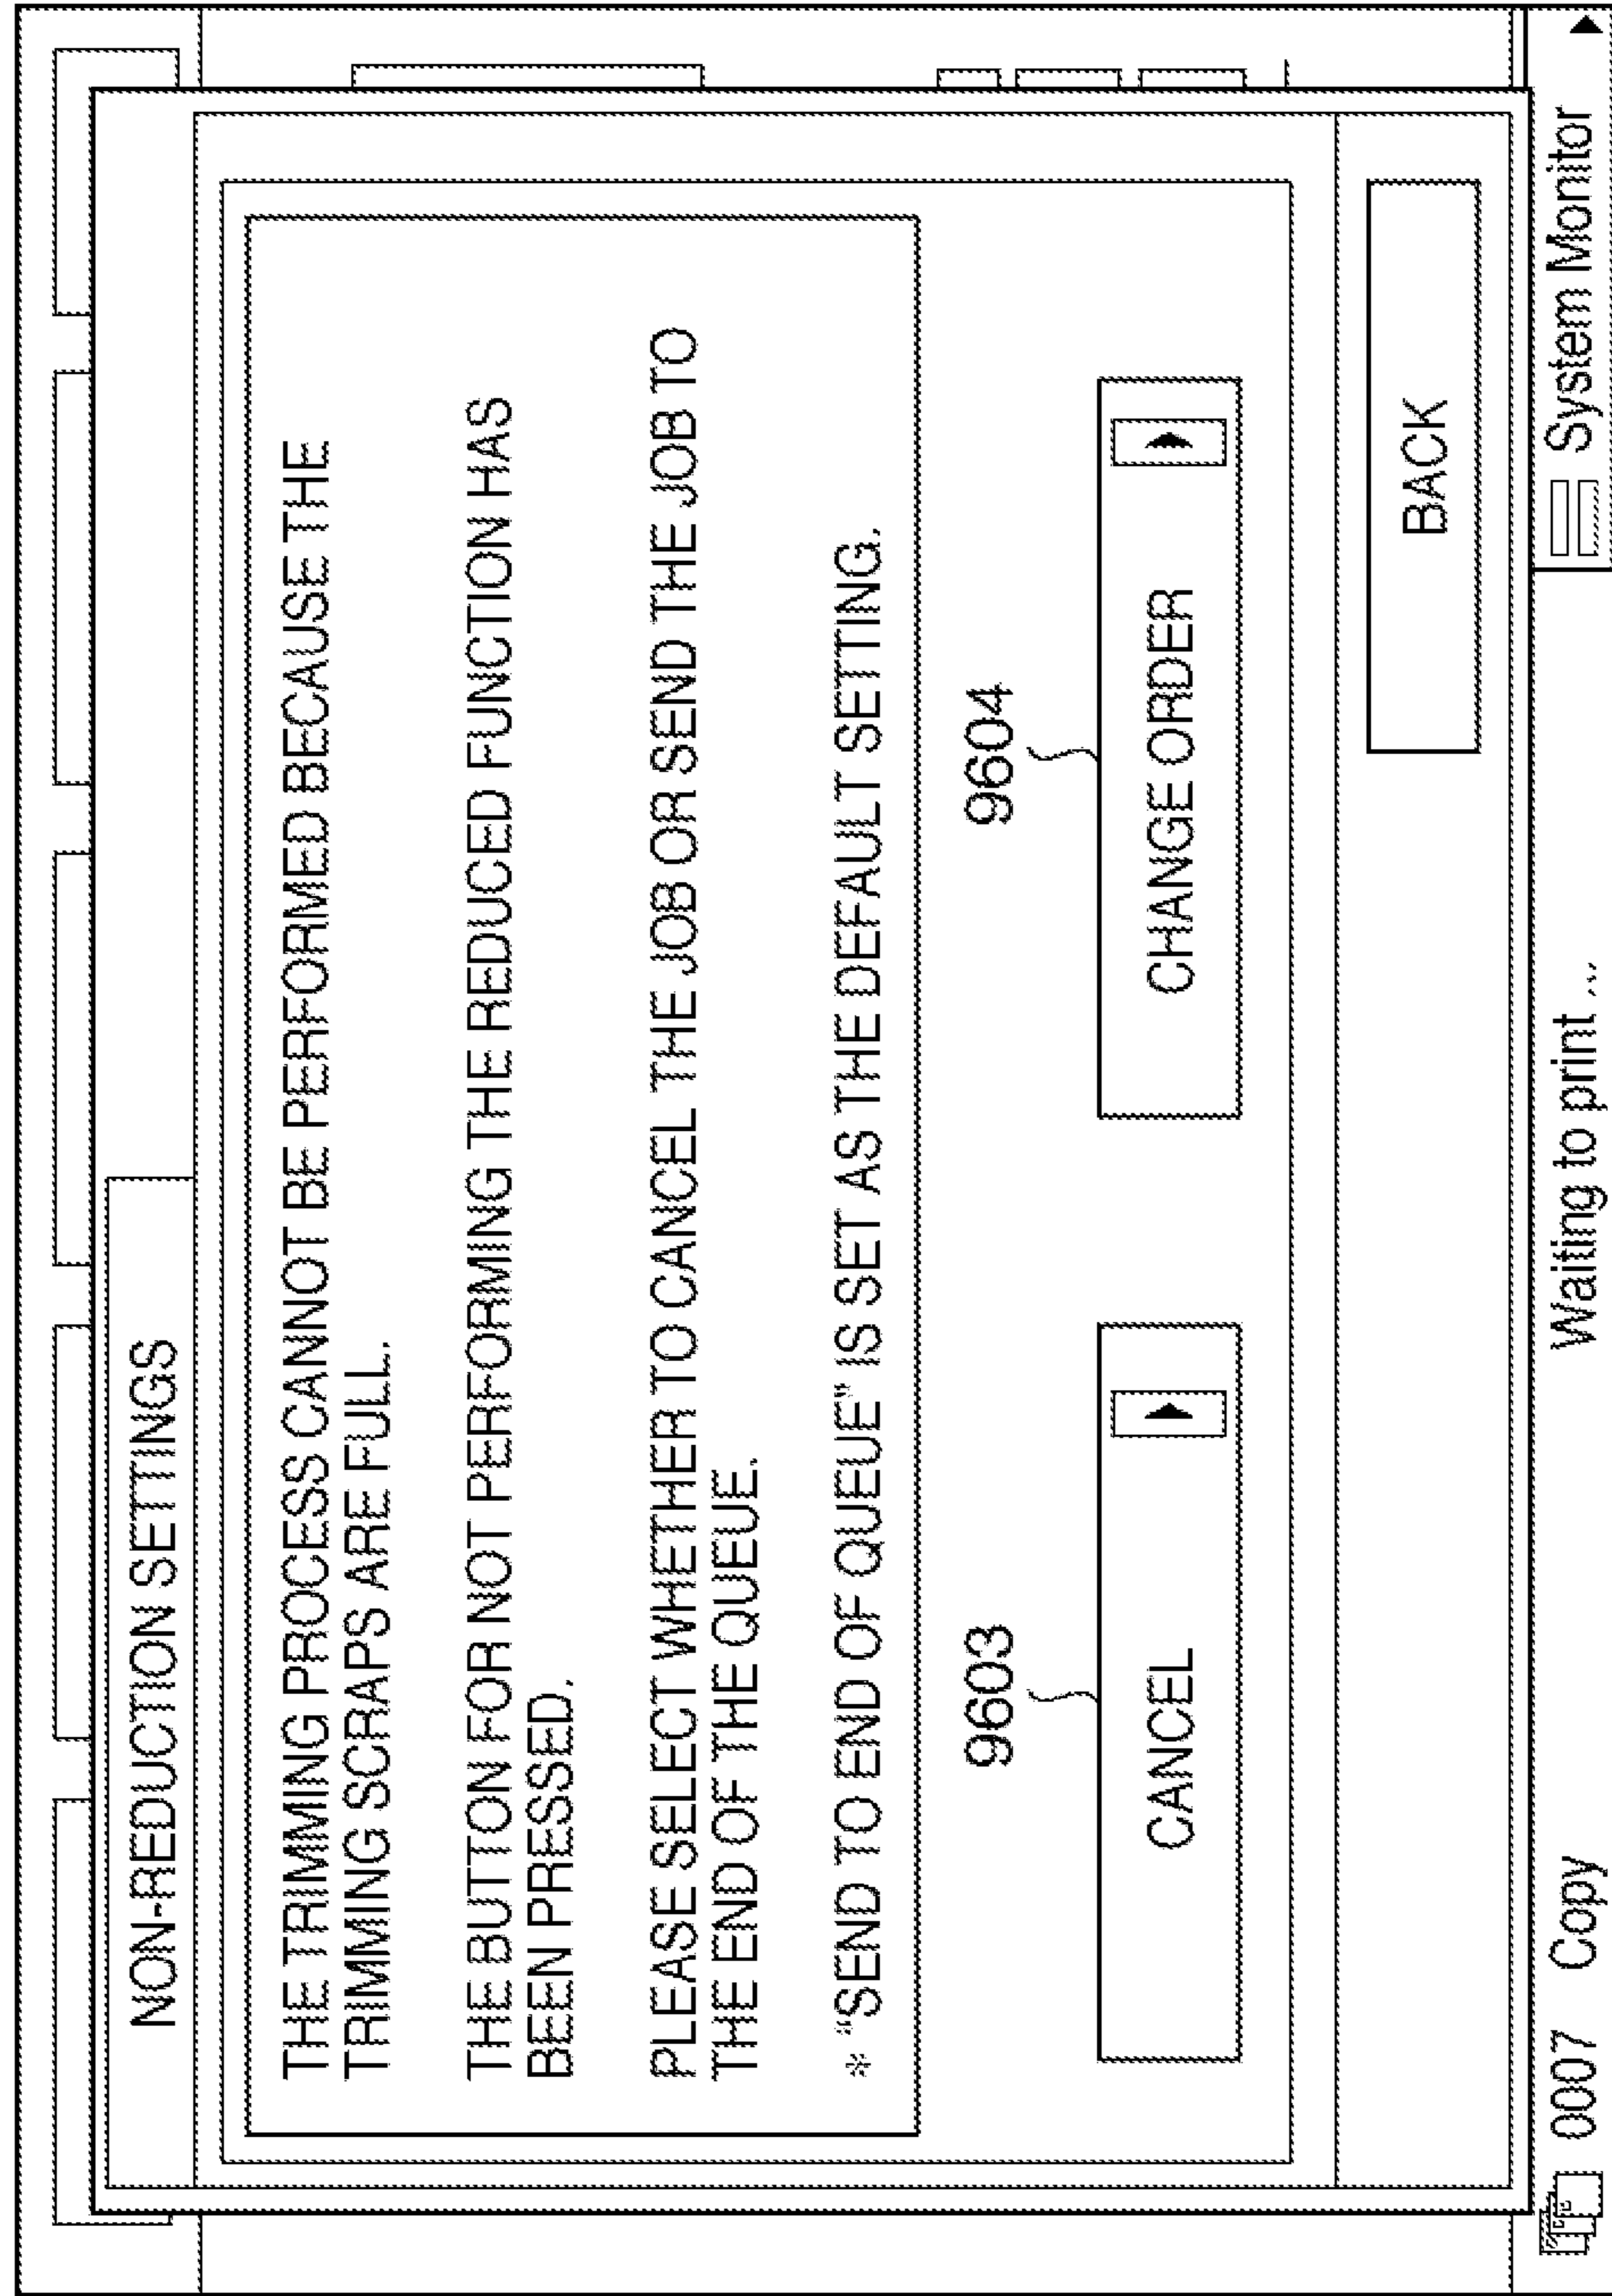 NON-REDUCTION SETTINGS
THE TRIMMING PROCESS CANNOT BE PERFORMED BECAUSE THE
TRIMMING SCRAPS ARE FULL.
THE BUTTON FOR NOT PERFORMING THE REDUCED FUNCTION HAS
BEEN PRESSED.
PLEASE SELECT WHETHER TO CANCEL THE JOB OR SEND THE JOB TO
THE END OF THE QUEUE.
* "SEND TO END OF QUEUE" IS SET AS THE DEFAULT SETTING.
9603 9604
CANCEL CHANGE ORDER
BACK
0007 Copy Waiting to print ... System Monitor